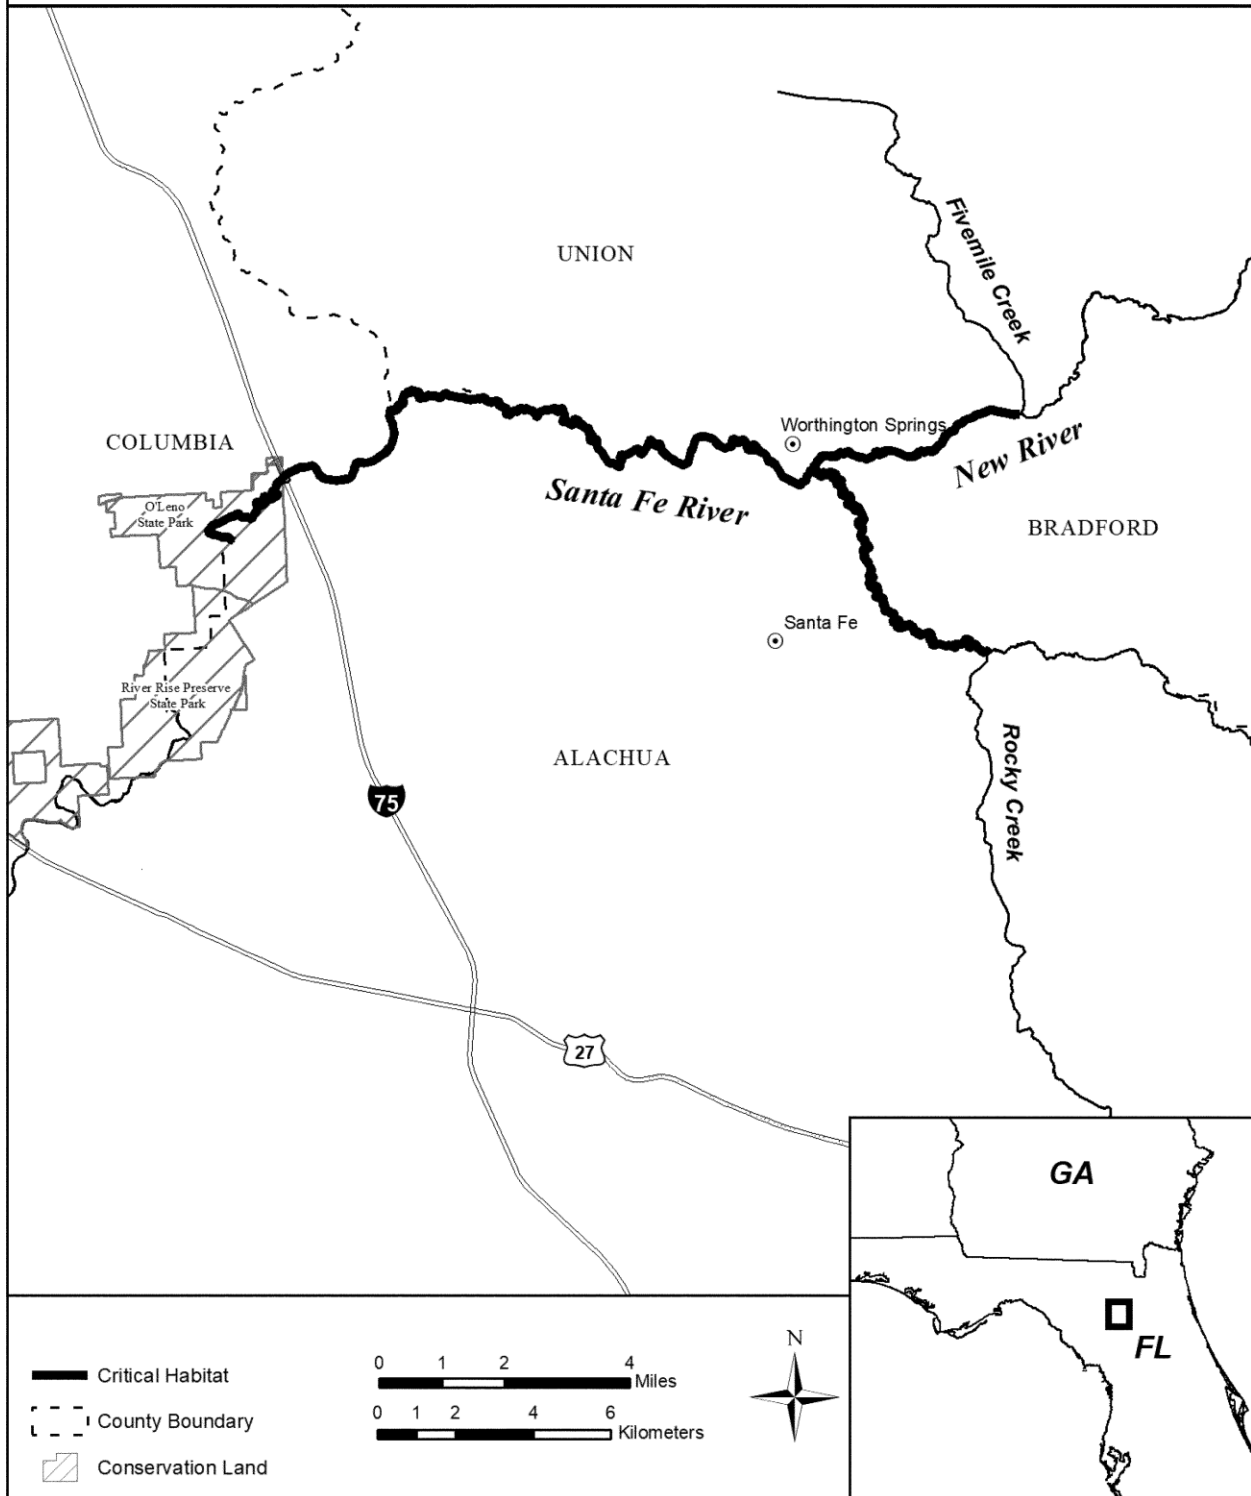 Fivemile Creek
UNION
Worthington Springs
New River
COLUMBIA
Santa Fe River
O'Leno
State Park
BRADFORD
Santa Fe
River Rise Preserve
State Park
ALACHUA
Rocky Creek
75
27
GA
FL
N
Critical Habitat
County Boundary
Conservation Land
0 1 2 4
Miles
0 1 2 4 6
Kilometers